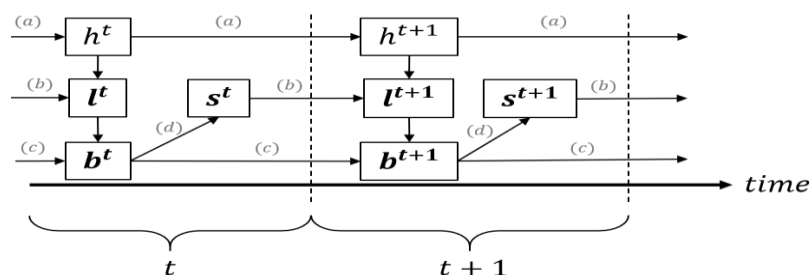 (a) (a) (a)
h^t h^{t+1}
(b) l^t s^t (b) l^{t+1} s^{t+1} (b)
(d) (d)
(c) b^t (c) b^{t+1} (c)
time
t t + 1